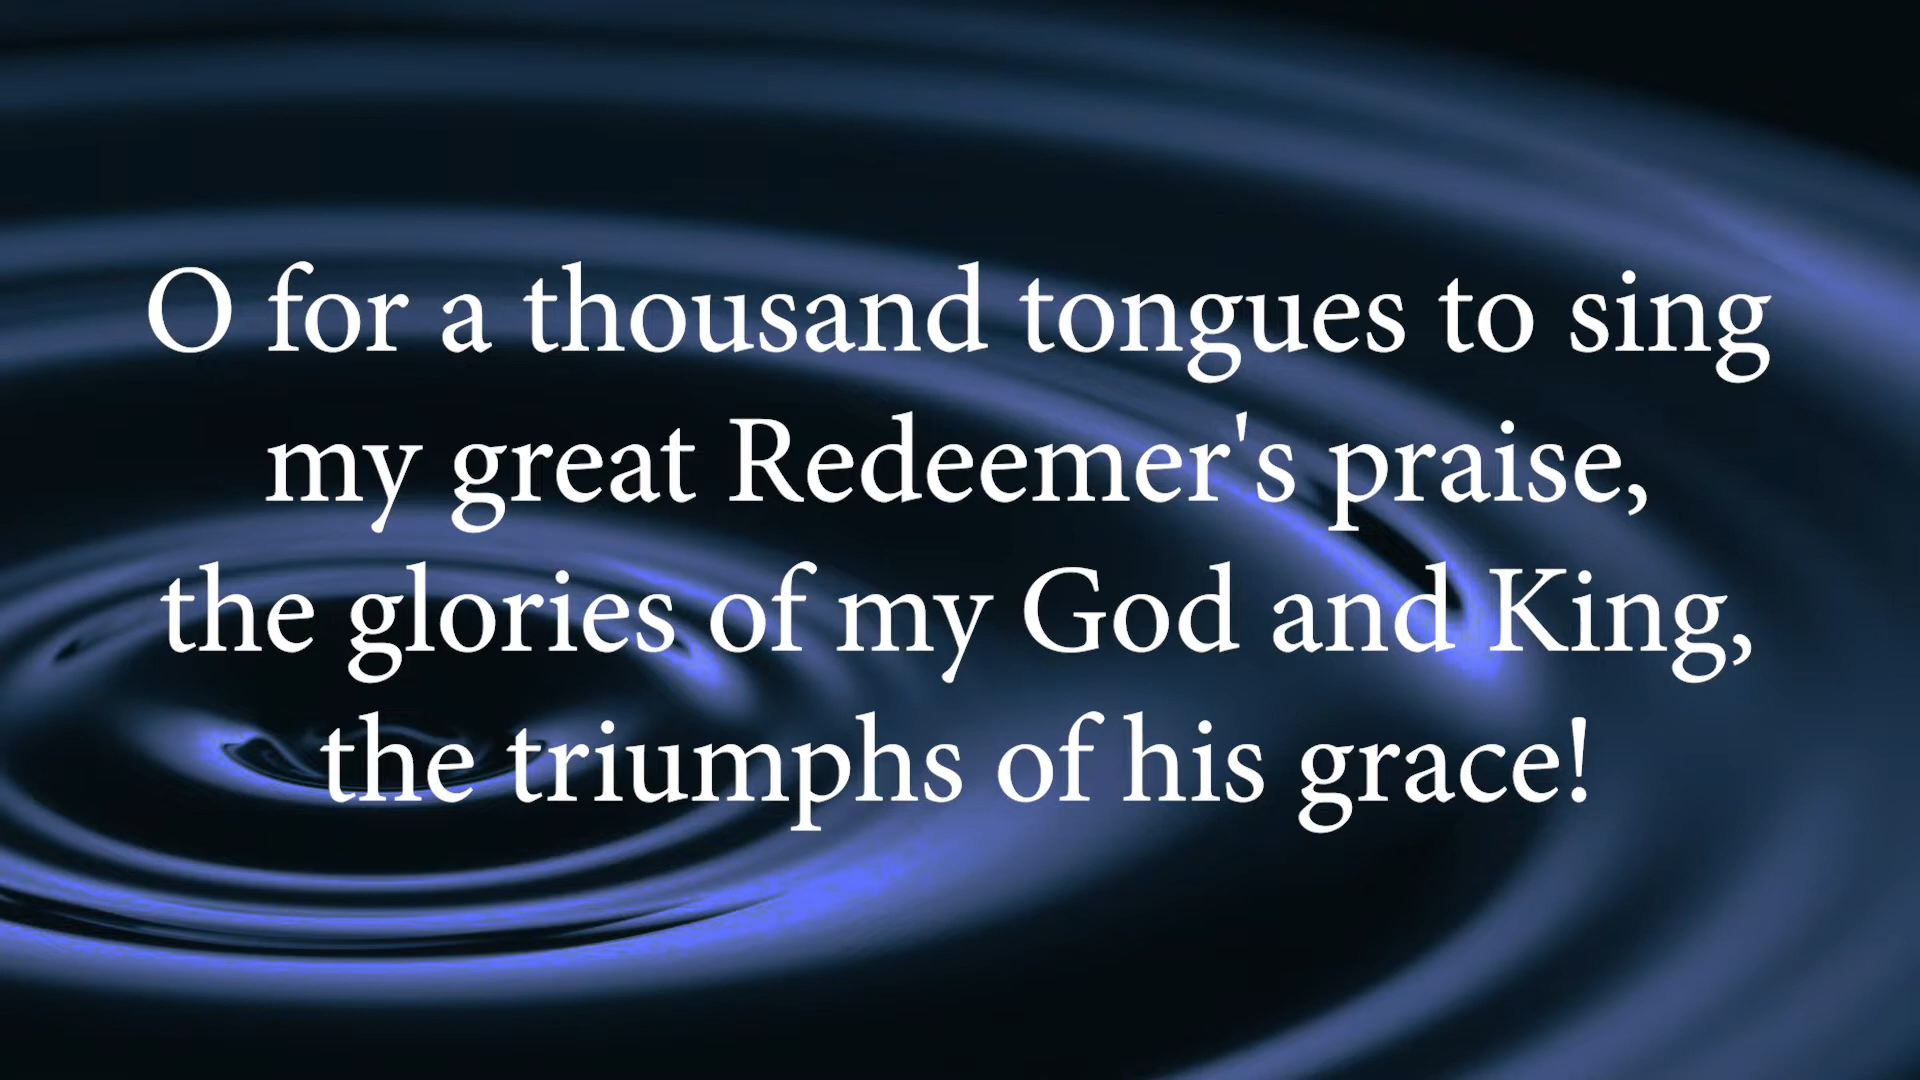 O for a thousand tongues to sing
my great Redeemer's praise,
the glories of my God and King,
the triumphs of his grace!